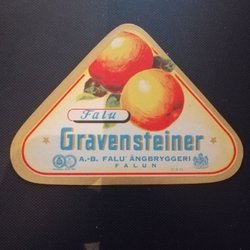 Falu
Gravensteiner
A.-B. FALU ÅNGBRYGGERI
FALUN